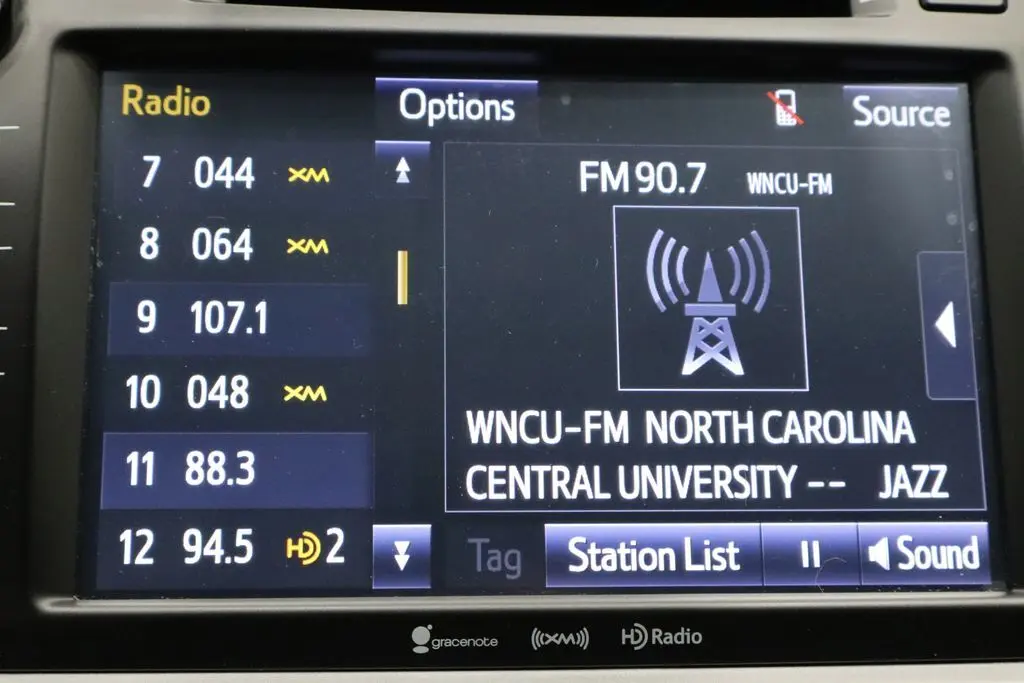 Radio
Options
Source
7 044 XM
8 064 XM
9 107.1
10 048 XM
11 88.3
12 94.5 HD 2
FM 90.7 WNCU-FM
WNCU-FM NORTH CAROLINA
CENTRAL UNIVERSITY -- JAZZ
Tag
Station List
Sound
gracenote
((XM))
HD Radio